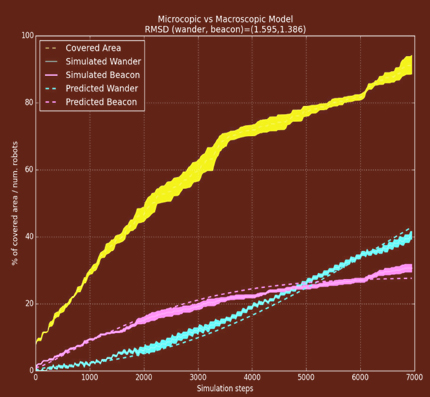 Microcopic vs Macroscopic Model
RMSD (wander, beacon)=(1.595,1.386)
100
80
60
40
20
0
% of covered area / num. robots
Covered Area
Simulated Wander
Simulated Beacon
Predicted Wander
Predicted Beacon
0 1000 2000 3000 4000 5000 6000 7000
Simulation steps